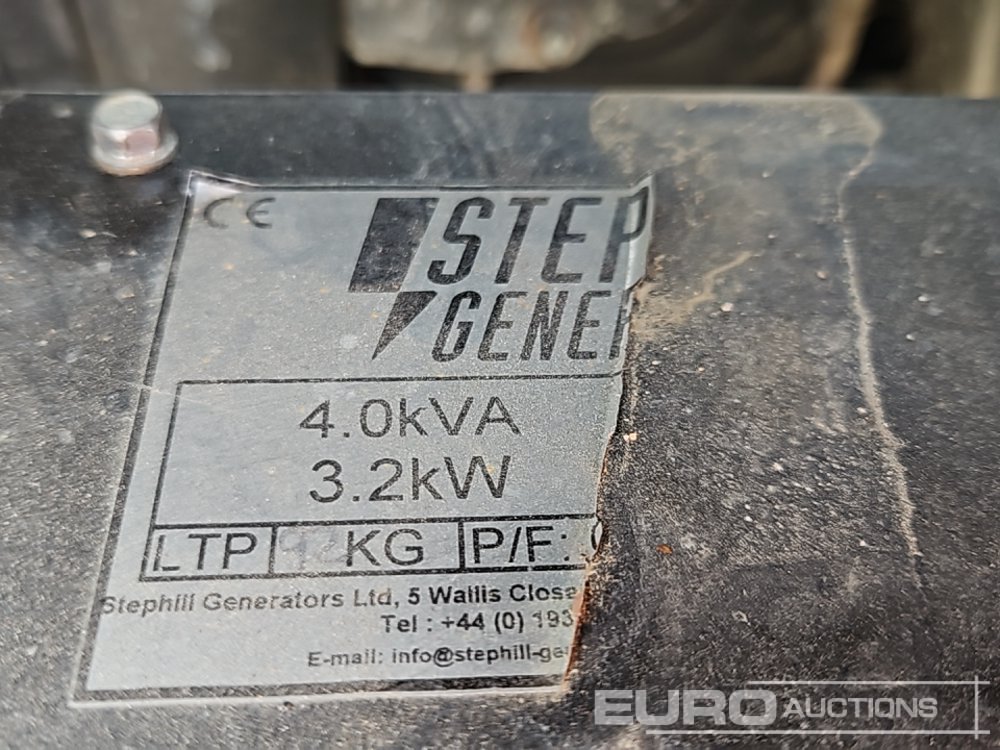 CE
STEP
GENER
4.0kVA
3.2kW
LTP KG P/F:
Stephill Generators Ltd, 5 Wallis Close
Tel : +44 (0) 193
E-mail: info@stephill-gen
EURO AUCTIONS